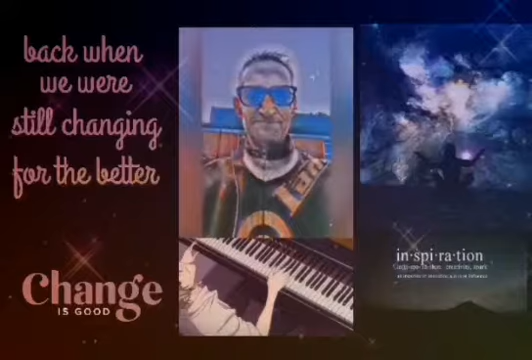 back when
we were
still changing
for the better
Change
IS GOOD
in·spi·ra·tion